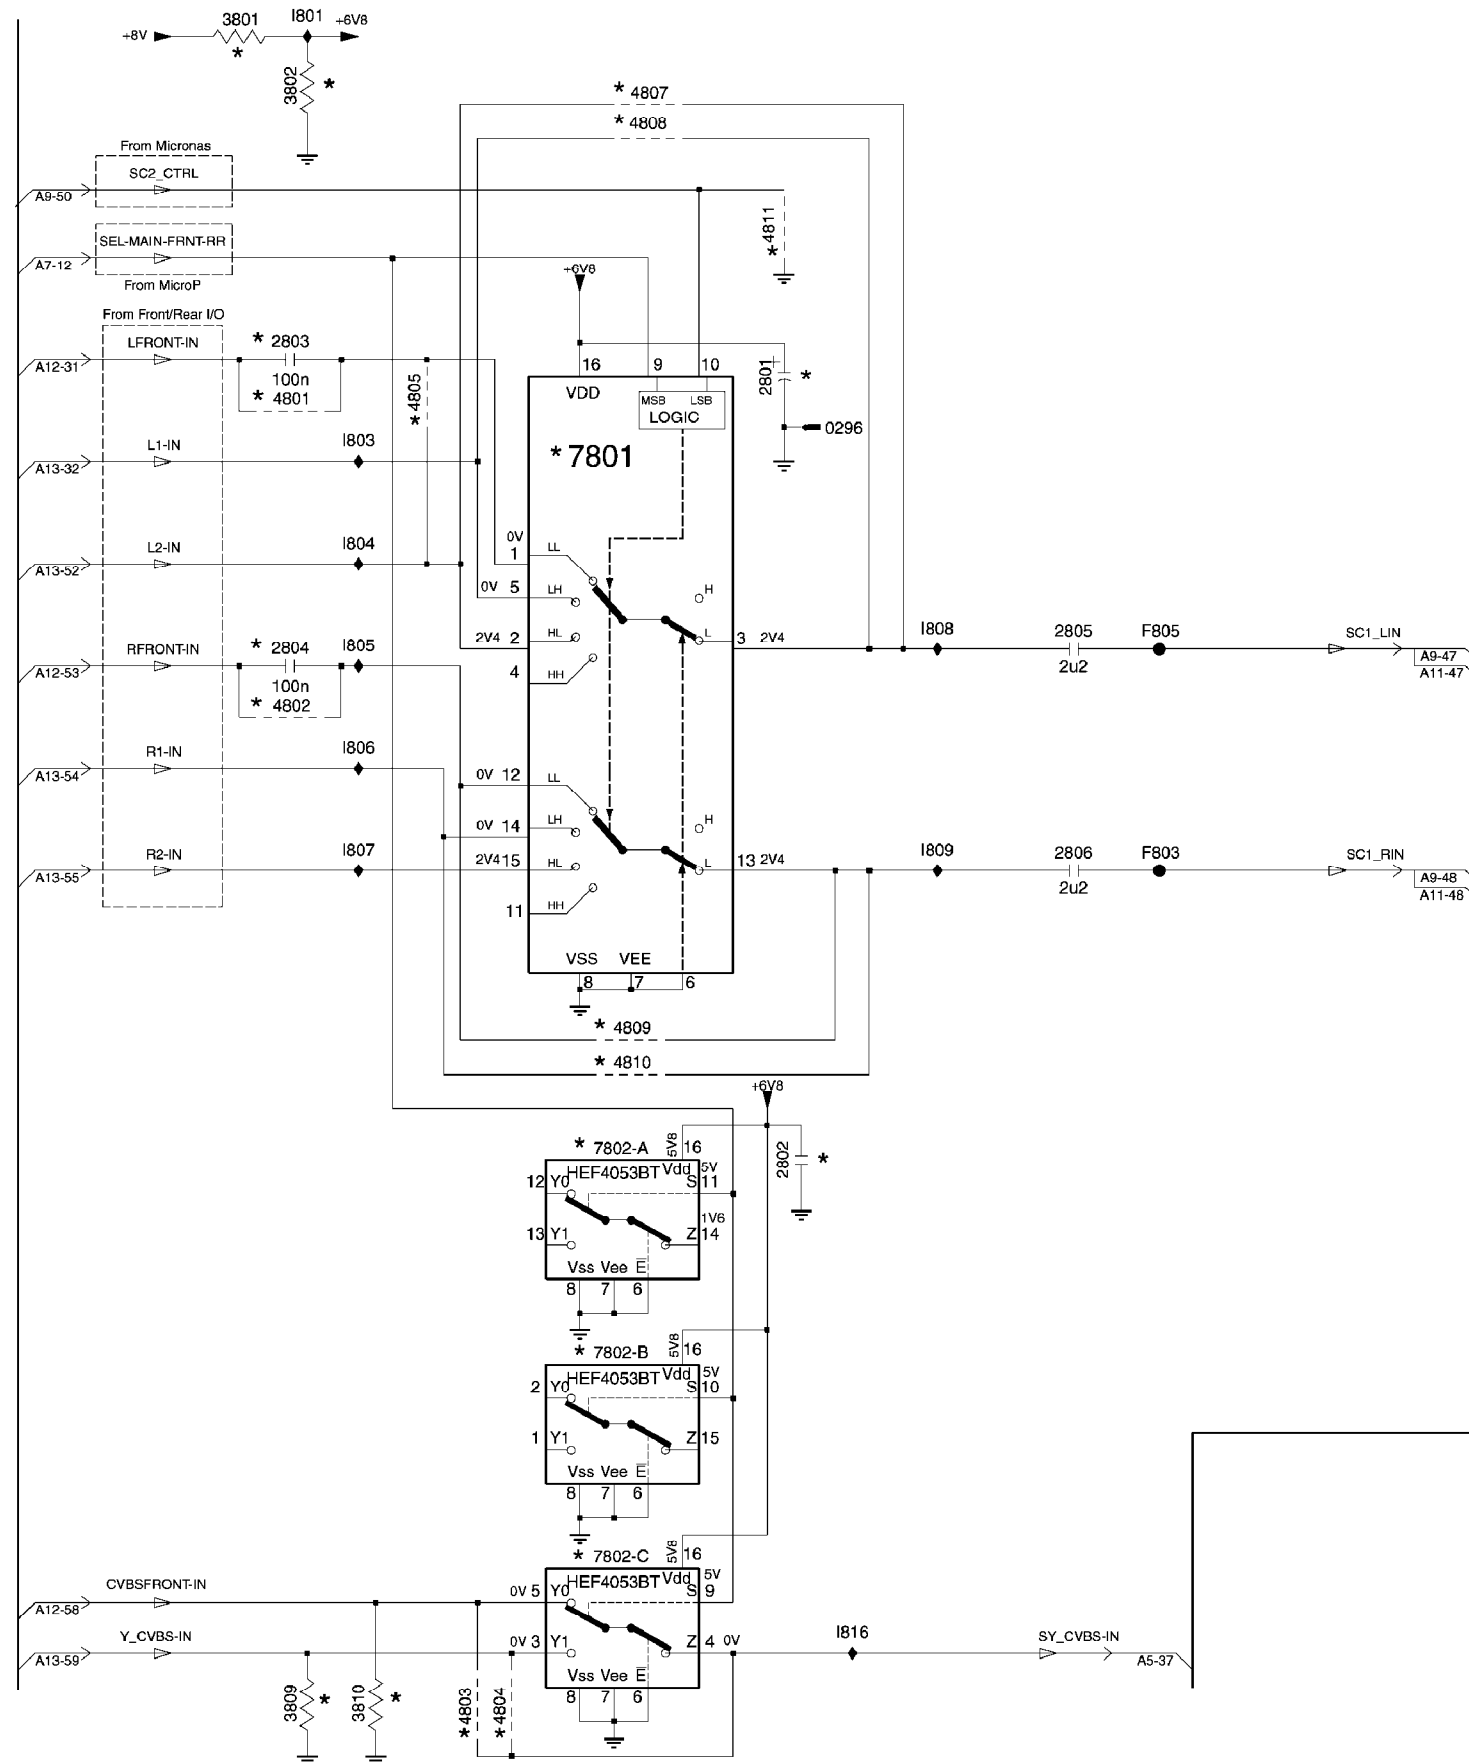 3801 I801 +6V8
+8V
*
3802 *
* 4807
* 4808
From Micronas
SC2_CTRL
A9-50
*4811
SEL-MAIN-FRNT-RR
A7-12
From MicroP
+6V8
From Front/Rear I/O
LFRONT-IN
A12-31
* 2803
100n
* 4801
*4805
16 9 10
VDD
MSB LSB
LOGIC
2801 + *
0296
* 7801
L1-IN
A13-32
I803
L2-IN
A13-52
I804
0V
1 LL
0V 5 LH
H
2V4 2 HL
L 3 2V4
4 HH
I808 2805 F805 SC1_LIN
2u2
A9-47
A11-47
RFRONT-IN
A12-53
* 2804 I805
100n
* 4802
R1-IN
A13-54
I806
0V 12 LL
0V 14 LH
H
R2-IN
A13-55
I807
2V4 15 HL
L 13 2V4
11 HH
I809 2806 F803 SC1_RIN
2u2
A9-48
A11-48
VSS VEE
8 7 6
* 4809
* 4810
+6V8
* 7802-A
5V8 16
2802 *
HEF4053BT Vdd 5V
12 Y0 S 11
1V6
13 Y1 Z 14
Vss Vee E
8 7 6
* 7802-B
5V8 16
HEF4053BT Vdd 5V
2 Y0 S 10
1 Y1 Z 15
Vss Vee E
8 7 6
* 7802-C
5V8 16
HEF4053BT Vdd 5V
CVBSFRONT-IN
A12-58
0V 5 Y0 S 9
Y_CVBS-IN
A13-59
0V 3 Y1 Z 4 0V
I816 SY_CVBS-IN
A5-37
Vss Vee E
8 7 6
3809 * 3810 * *4803 *4804